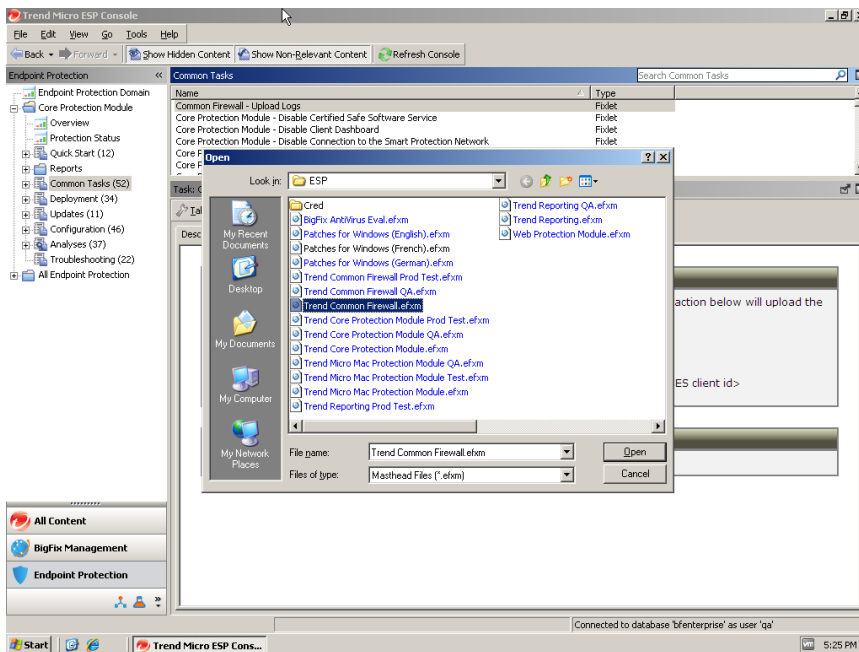 Trend Micro ESP Console
File Edit View Go Tools Help
Back Forward Show Hidden Content Show Non-Relevant Content Refresh Console
Endpoint Protection « Common Tasks Search Common Tasks
Endpoint Protection Domain
Core Protection Module
Overview
Protection Status
Quick Start (12)
Reports
Common Tasks (52)
Deployment (34)
Updates (11)
Configuration (46)
Analyses (37)
Troubleshooting (22)
All Endpoint Protection
Name Type
Common Firewall - Upload Logs Fixlet
Core Protection Module - Disable Certified Safe Software Service Fixlet
Core Protection Module - Disable Client Dashboard Fixlet
Core Protection Module - Disable Connection to the Smart Protection Network Fixlet
Core
Core
Task:
Desc
Open
Look in: ESP
My Recent Documents
Desktop
My Documents
My Computer
My Network Places
Cred
BigFix AntiVirus Eval.efxm
Patches for Windows (English).efxm
Patches for Windows (French).efxm
Patches for Windows (German).efxm
Trend Common Firewall Prod Test.efxm
Trend Common Firewall QA.efxm
Trend Common Firewall.efxm
Trend Core Protection Module Prod Test.efxm
Trend Core Protection Module QA.efxm
Trend Core Protection Module.efxm
Trend Micro Mac Protection Module QA.efxm
Trend Micro Mac Protection Module Test.efxm
Trend Micro Mac Protection Module.efxm
Trend Reporting Prod Test.efxm
Trend Reporting QA.efxm
Trend Reporting.efxm
Web Protection Module.efxm
File name: Trend Common Firewall.efxm Open
Files of type: Masthead Files (*.efxm) Cancel
action below will upload the
ES client id>
All Content
BigFix Management
Endpoint Protection
Connected to database 'bfenterprise' as user 'qa'
Start Trend Micro ESP Cons... 5:25 PM